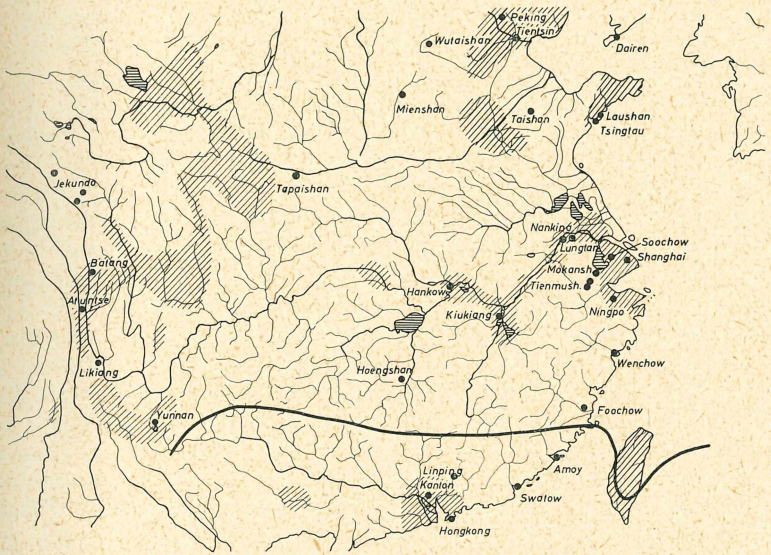 Peking
Tientsin
Wutaishan
Dairen
Mienshan
Taishan
Laushan
Tsingtau
Jekundo
Tapaishan
Nanking
Lungtan
Soochow
Shanghai
Batang
Mokansh.
Tienmush.
Hankow
Atuntse
Kiukiang
Ningpo
Likiang
Hoengshan
Wenchow
Yunnan
Foochow
Linping
Kanton
Amoy
Swatow
Hongkong